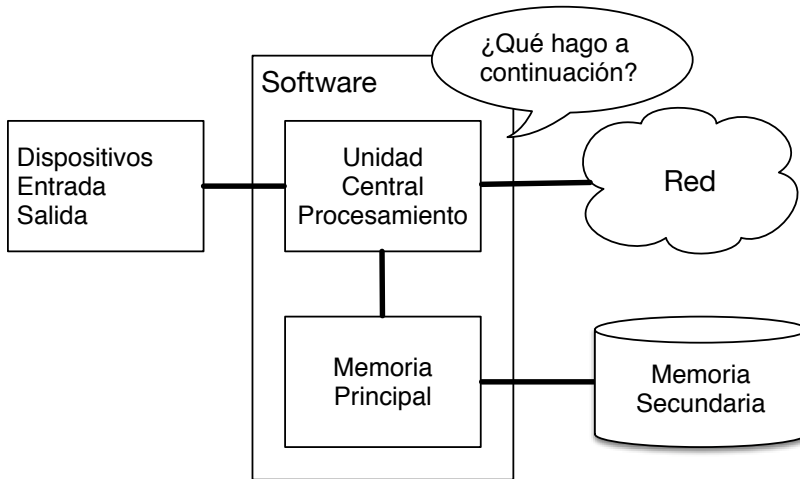 ¿Qué hago a
continuación?
Software
Dispositivos
Entrada
Salida
Unidad
Central
Procesamiento
Red
Memoria
Principal
Memoria
Secundaria